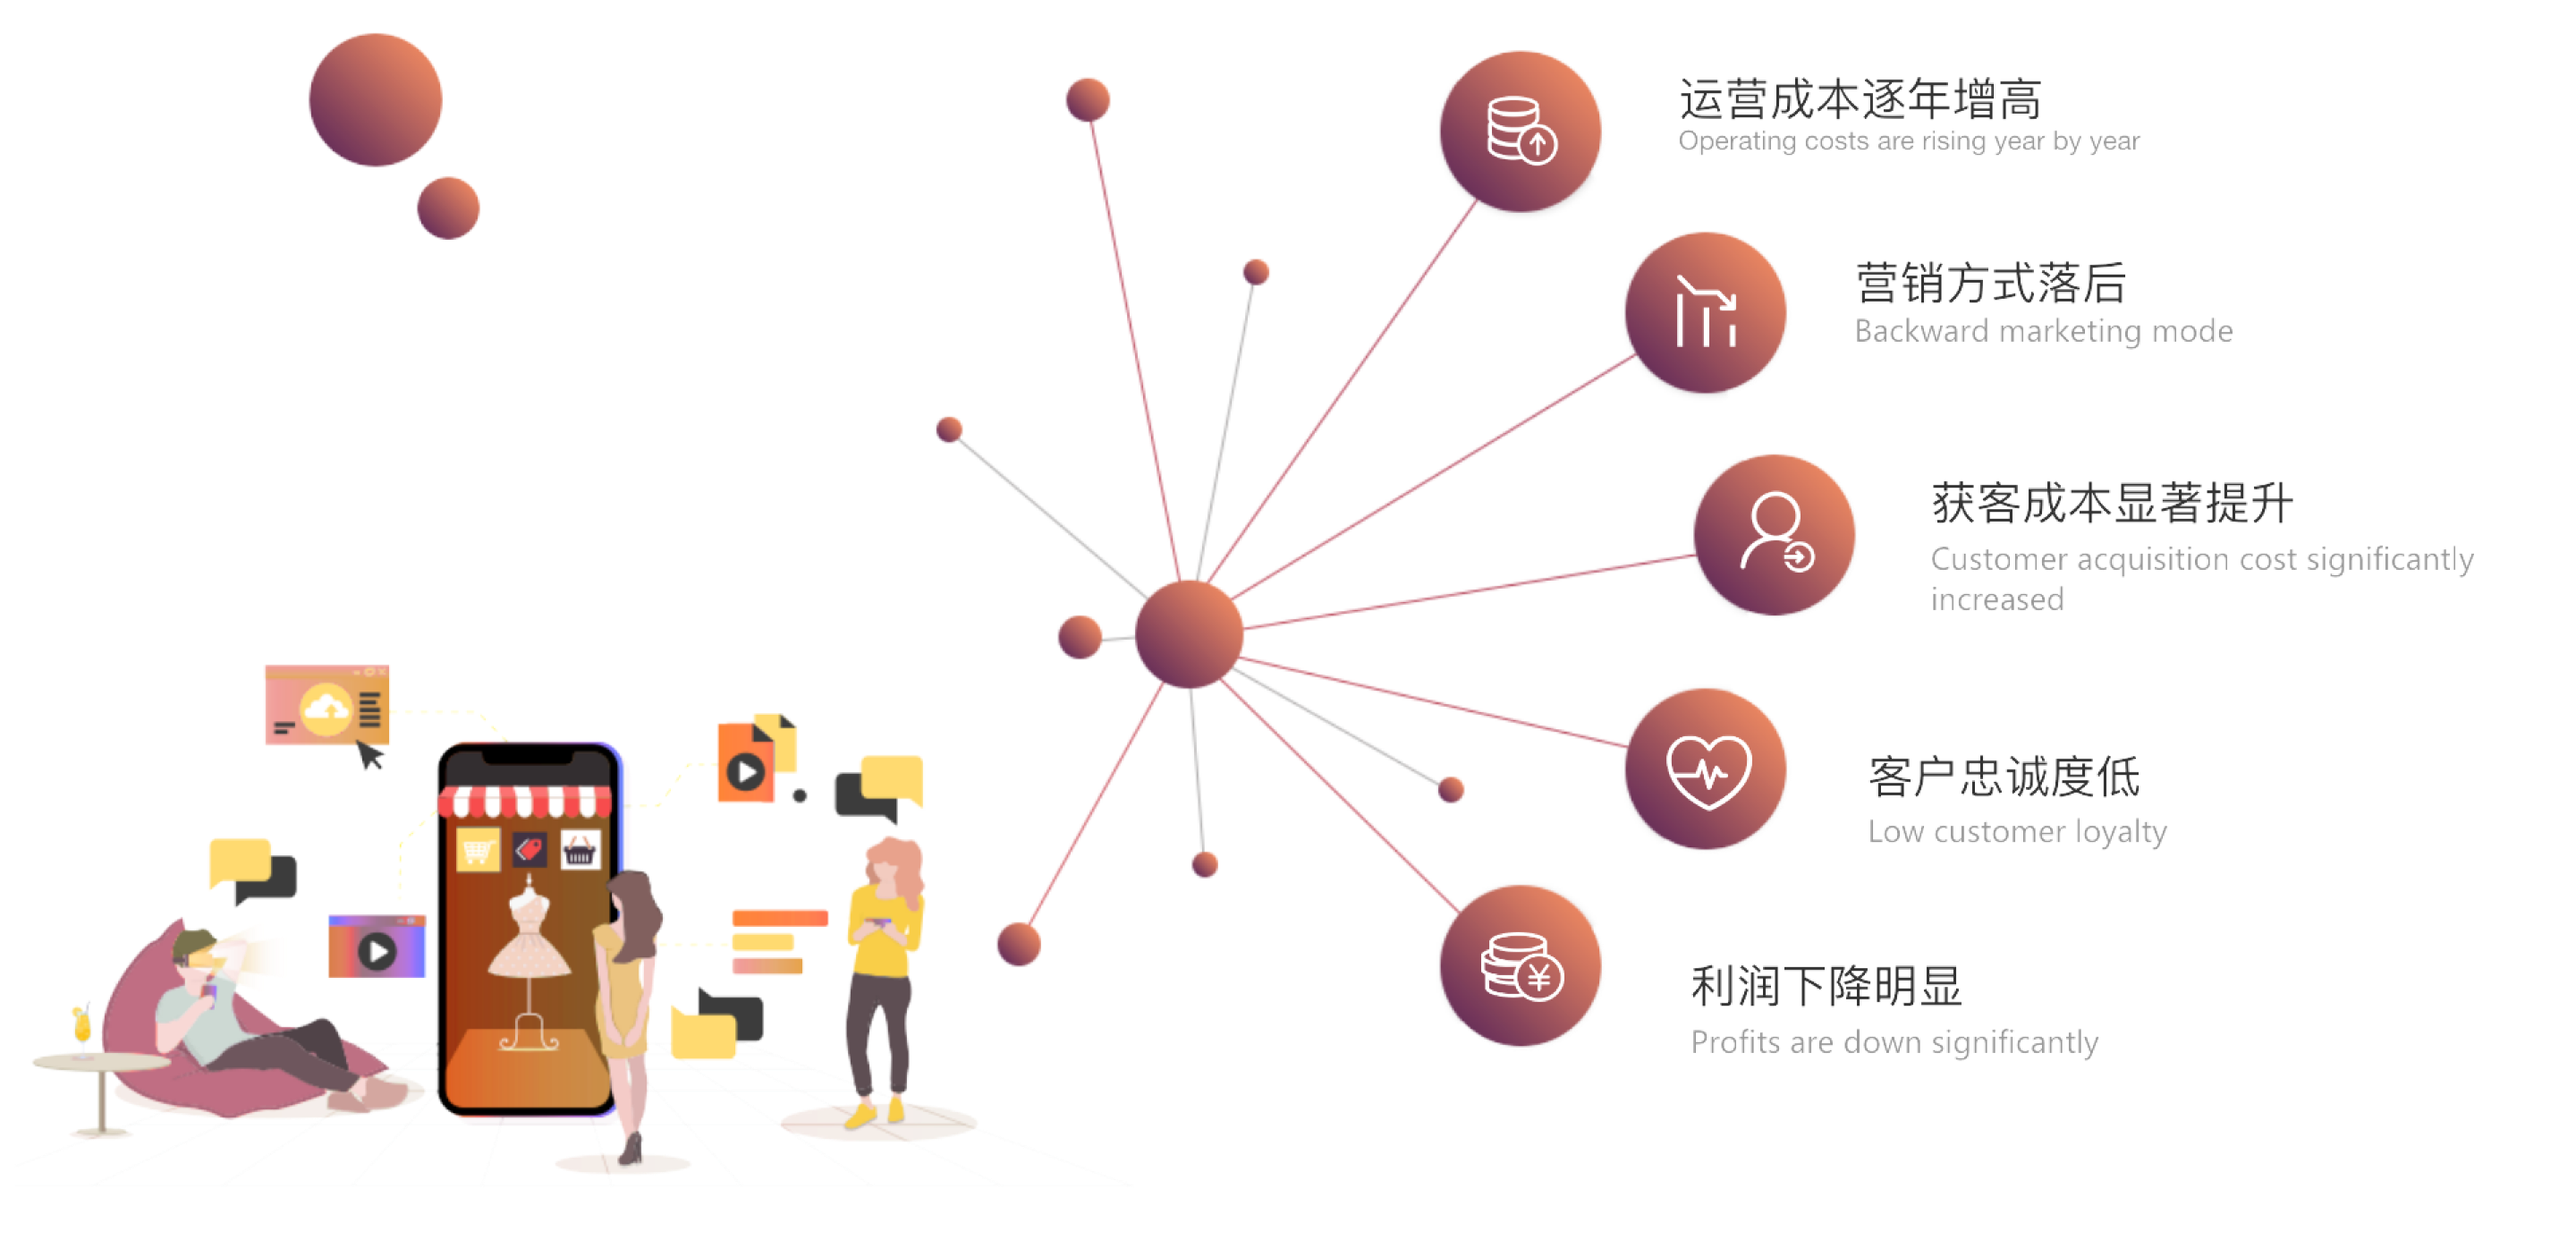 运营成本逐年增高
Operating costs are rising year by year
营销方式落后
Backward marketing mode
获客成本显著提升
Customer acquisition cost significantly
increased
客户忠诚度低
Low customer loyalty
利润下降明显
Profits are down significantly